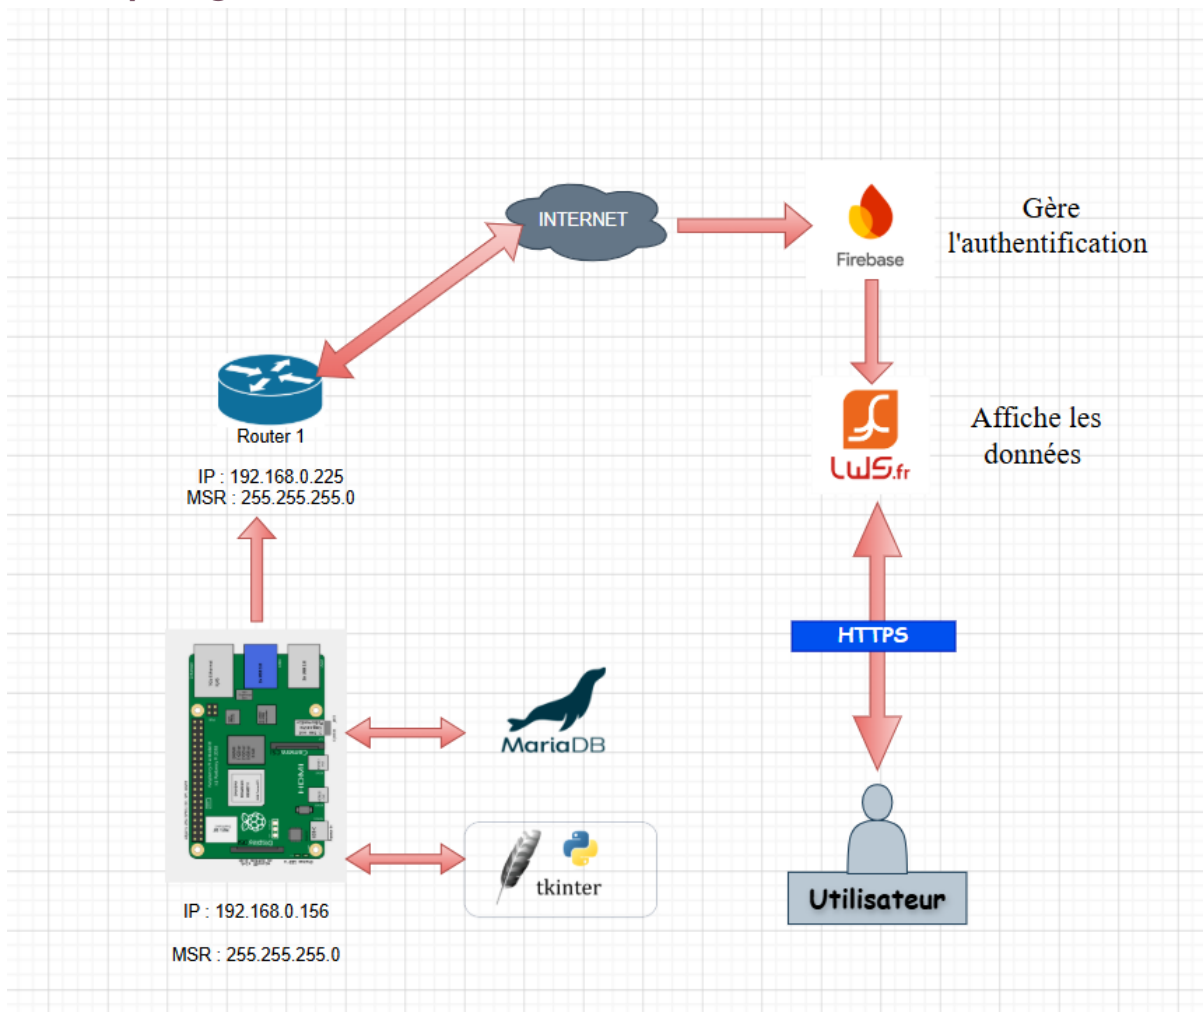 INTERNET
Firebase
Gère
l'authentification
Router 1
IP : 192.168.0.225
MSR : 255.255.255.0
LWS.fr
Affiche les
données
HTTPS
MariaDB
tkinter
Utilisateur
IP : 192.168.0.156
MSR : 255.255.255.0